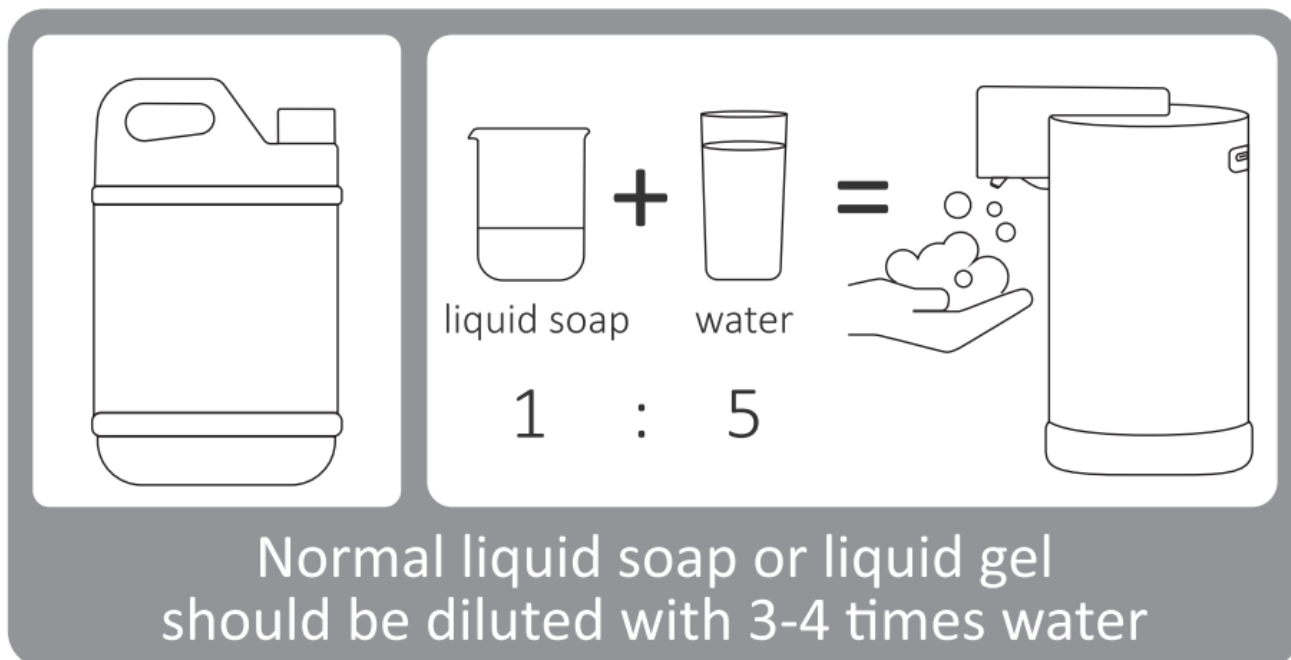 liquid soap water
1 : 5
Normal liquid soap or liquid gel
should be diluted with 3-4 times water